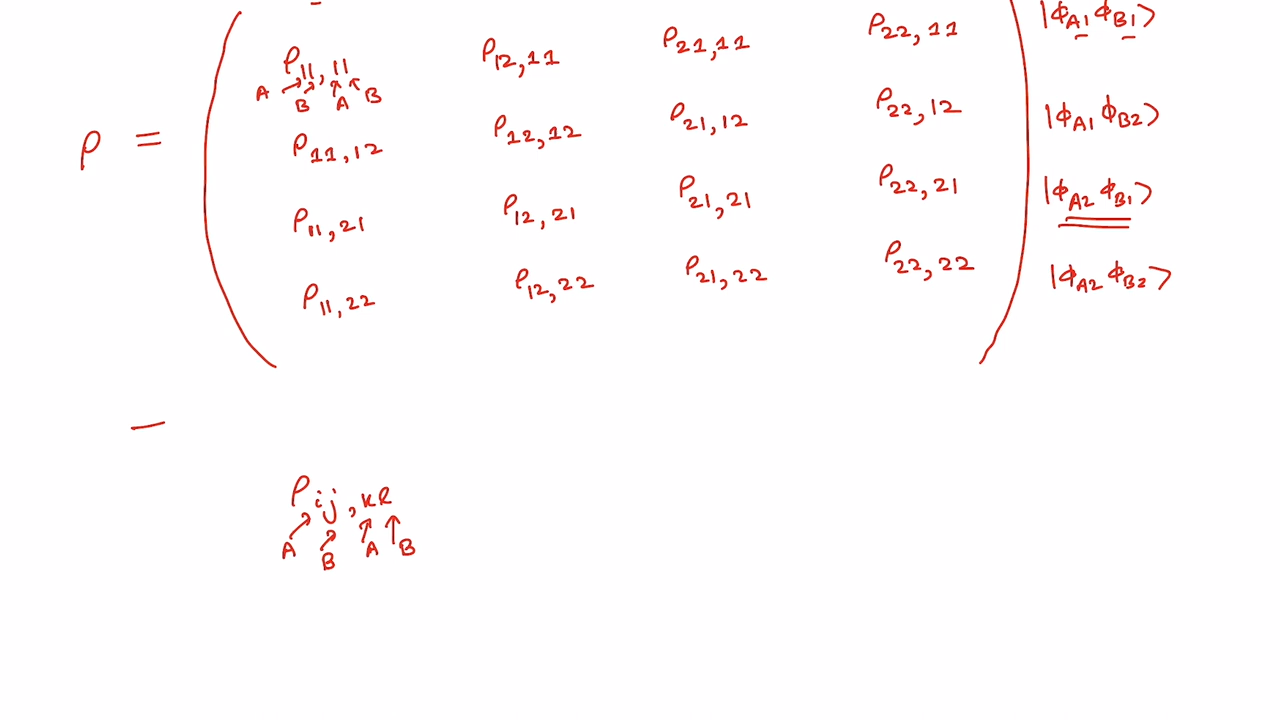 ρ11,11 ρ12,11 ρ21,11 ρ22,11 |ϕA1 ϕB1⟩
A B A B
ρ = ρ11,12 ρ12,12 ρ21,12 ρ22,12 |ϕA1 ϕB2⟩
ρ11,21 ρ12,21 ρ21,21 ρ22,21 |ϕA2 ϕB1⟩
ρ11,22 ρ12,22 ρ21,22 ρ22,22 |ϕA2 ϕB2⟩
ρij,kl
A B A B